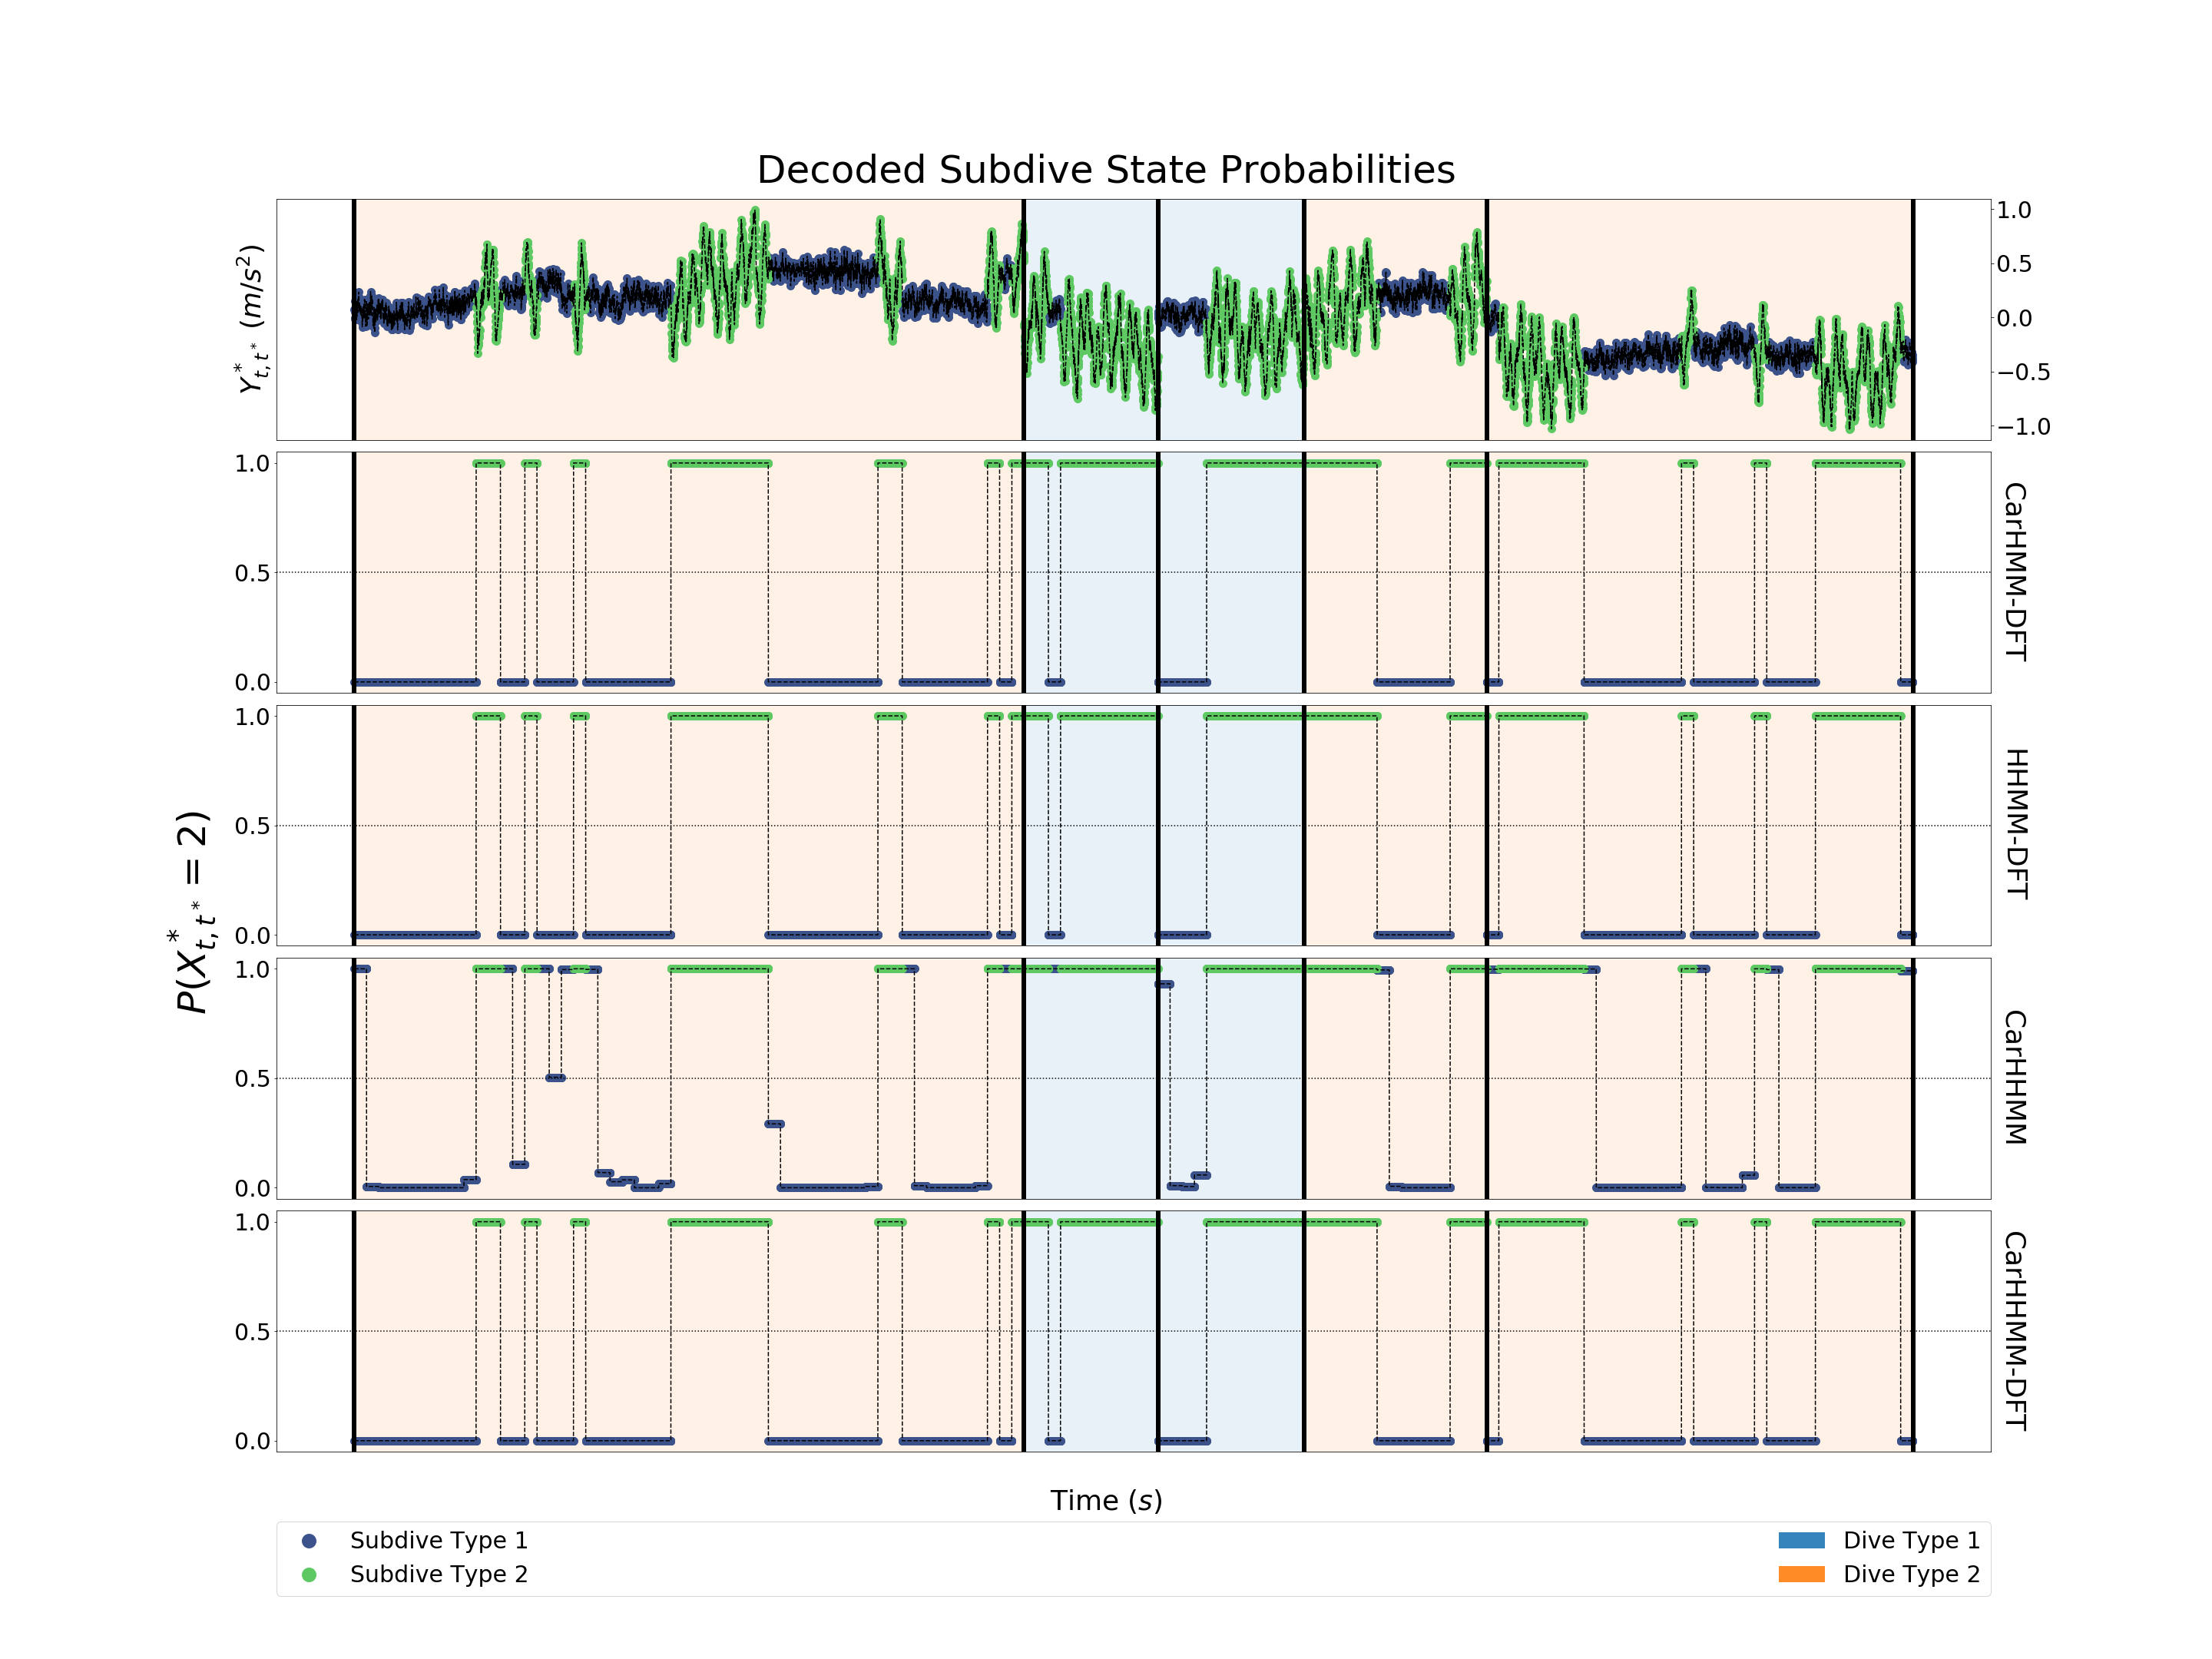 Decoded Subdive State Probabilities
Y*_{t,t*} (m/s²)
1.0
0.5
0.0
−0.5
−1.0
P(X*_{t,t*} = 2)
1.0
0.5
0.0
CarHMM-DFT
1.0
0.5
0.0
HHMM-DFT
1.0
0.5
0.0
CarHHMM
1.0
0.5
0.0
CarHHMM-DFT
Time (s)
Subdive Type 1
Subdive Type 2
Dive Type 1
Dive Type 2